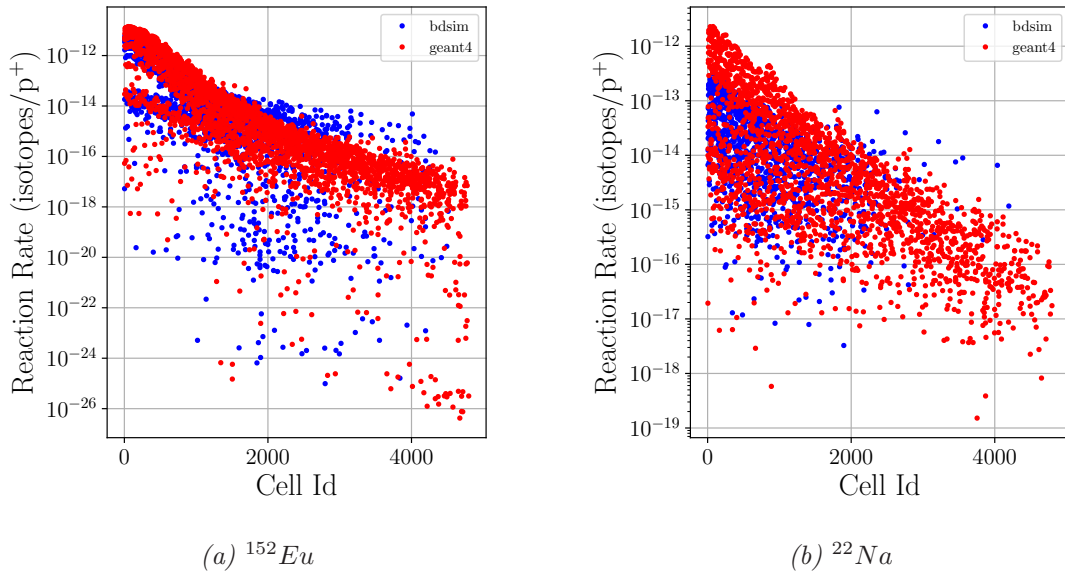 bdsim
geant4
Reaction Rate (isotopes/p⁺)
10⁻¹²
10⁻¹⁴
10⁻¹⁶
10⁻¹⁸
10⁻²⁰
10⁻²²
10⁻²⁴
10⁻²⁶
0 2000 4000
Cell Id
(a) ¹⁵²Eu
bdsim
geant4
Reaction Rate (isotopes/p⁺)
10⁻¹²
10⁻¹³
10⁻¹⁴
10⁻¹⁵
10⁻¹⁶
10⁻¹⁷
10⁻¹⁸
10⁻¹⁹
0 2000 4000
Cell Id
(b) ²²Na